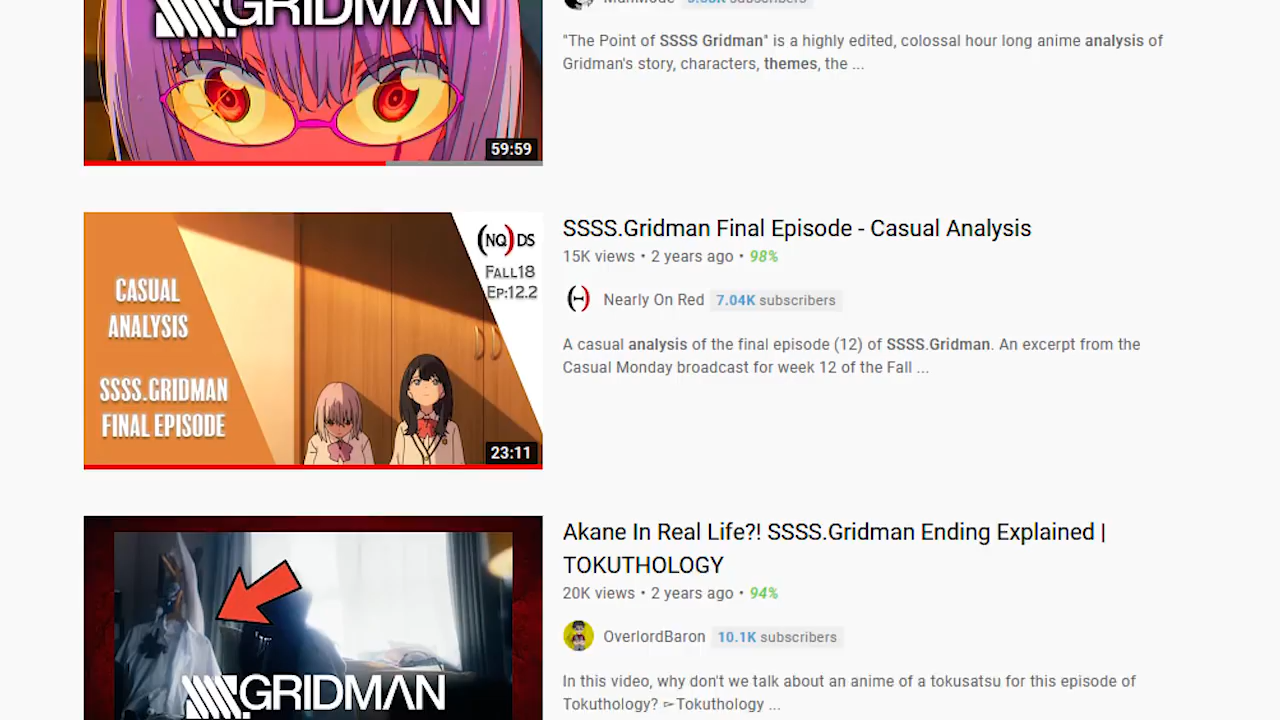 GRIDMAN
59:59
ManMode
subscribers
"The Point of SSSS Gridman" is a highly edited, colossal hour long anime analysis of
Gridman's story, characters, themes, the ...
CASUAL
ANALYSIS
SSSS.GRIDMAN
FINAL EPISODE
(NQ)DS
FALL18
EP:12.2
23:11
SSSS.Gridman Final Episode - Casual Analysis
15K views • 2 years ago • 98%
Nearly On Red 7.04K subscribers
A casual analysis of the final episode (12) of SSSS.Gridman. An excerpt from the
Casual Monday broadcast for week 12 of the Fall ...
GRIDMAN
Akane In Real Life?! SSSS.Gridman Ending Explained |
TOKUTHOLOGY
20K views • 2 years ago • 94%
OverlordBaron 10.1K subscribers
In this video, why don't we talk about an anime of a tokusatsu for this episode of
Tokuthology? ➛Tokuthology ...